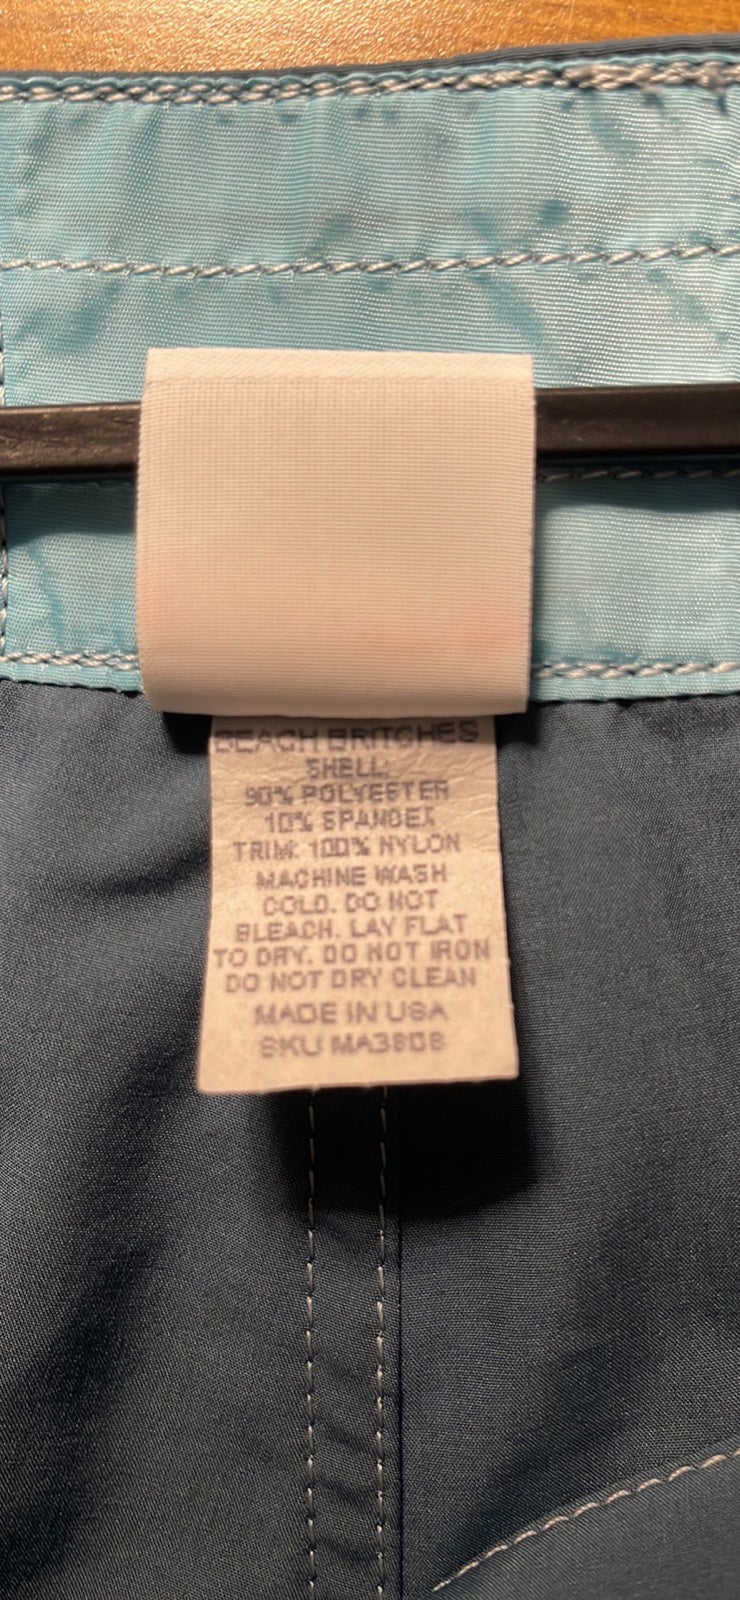 BEACH BRITCHES
SHELL:
90% POLYESTER
10% SPANDEX
TRIM: 100% NYLON
MACHINE WASH
COLD. DO NOT
BLEACH. LAY FLAT
TO DRY. DO NOT IRON
DO NOT DRY CLEAN
MADE IN USA
SKU